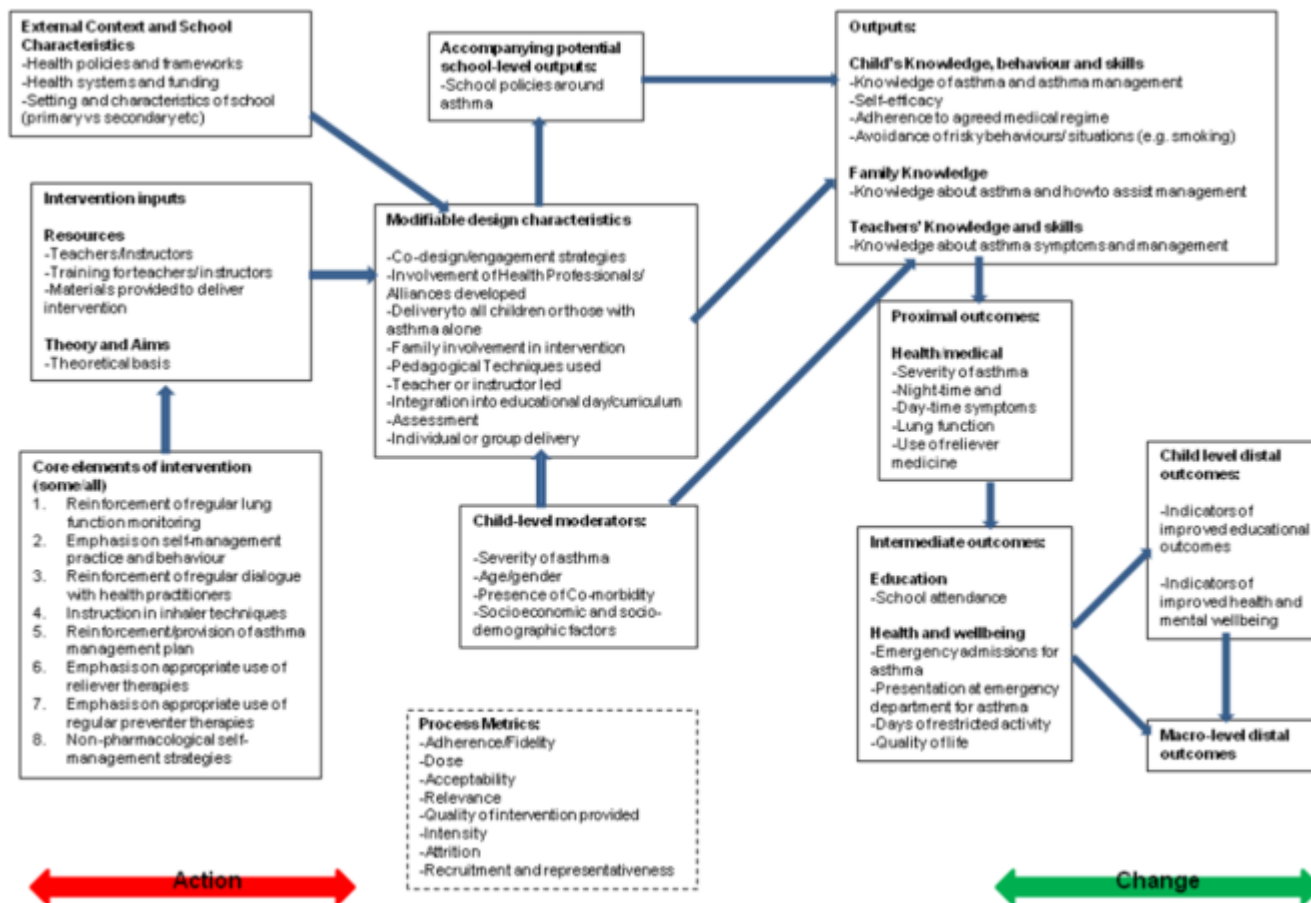 External Context and School
Characteristics
-Health policies and frameworks
-Health systems and funding
-Setting and characteristics of school
(primary vs secondary etc)
Accompanying potential
school-level outputs:
-School policies around
asthma
Outputs:
Child's Knowledge, behaviour and skills
-Knowledge of asthma and asthma management
-Self-efficacy
-Adherence to agreed medical regime
-Avoidance of risky behaviours/ situations (e.g. smoking)
Family Knowledge
-Knowledge about asthma and how to assist management
Teachers' Knowledge and skills
-Knowledge about asthma symptoms and management
Intervention inputs
Resources
-Teachers/Instructors
-Training for teachers/ instructors
-Materials provided to deliver
intervention
Theory and Aims
-Theoretical basis
Modifiable design characteristics
-Co-design/engagement strategies
-Involvement of Health Professionals/
Alliances developed
-Delivery to all children or those with
asthma alone
-Family involvement in intervention
-Pedagogical Techniques used
-Teacher or instructor led
-Integration into educational day/curriculum
-Assessment
-Individual or group delivery
Proximal outcomes:
Health/medical
-Severity of asthma
-Night-time and
-Day-time symptoms
-Lung function
-Use of reliever
medicine
Core elements of intervention
(some/all)
1. Reinforcement of regular lung
function monitoring
2. Emphasis on self-management
practice and behaviour
3. Reinforcement of regular dialogue
with health practitioners
4. Instruction in inhaler techniques
5. Reinforcement/provision of asthma
management plan
6. Emphasis on appropriate use of
reliever therapies
7. Emphasis on appropriate use of
regular preventer therapies
8. Non-pharmacological self-
management strategies
Child-level moderators:
-Severity of asthma
-Age/gender
-Presence of Co-morbidity
-Socioeconomic and socio-
demographic factors
Intermediate outcomes:
Education
-School attendance
Health and wellbeing
-Emergency admissions for
asthma
-Presentation at emergency
department for asthma
-Days of restricted activity
-Quality of life
Child level distal
outcomes:
-Indicators of
improved educational
outcomes
-Indicators of
improved health and
mental wellbeing
Macro-level distal
outcomes
Process Metrics:
-Adherence/Fidelity
-Dose
-Acceptability
-Relevance
-Quality of intervention provided
-Intensity
-Attrition
-Recruitment and representativeness
Action
Change